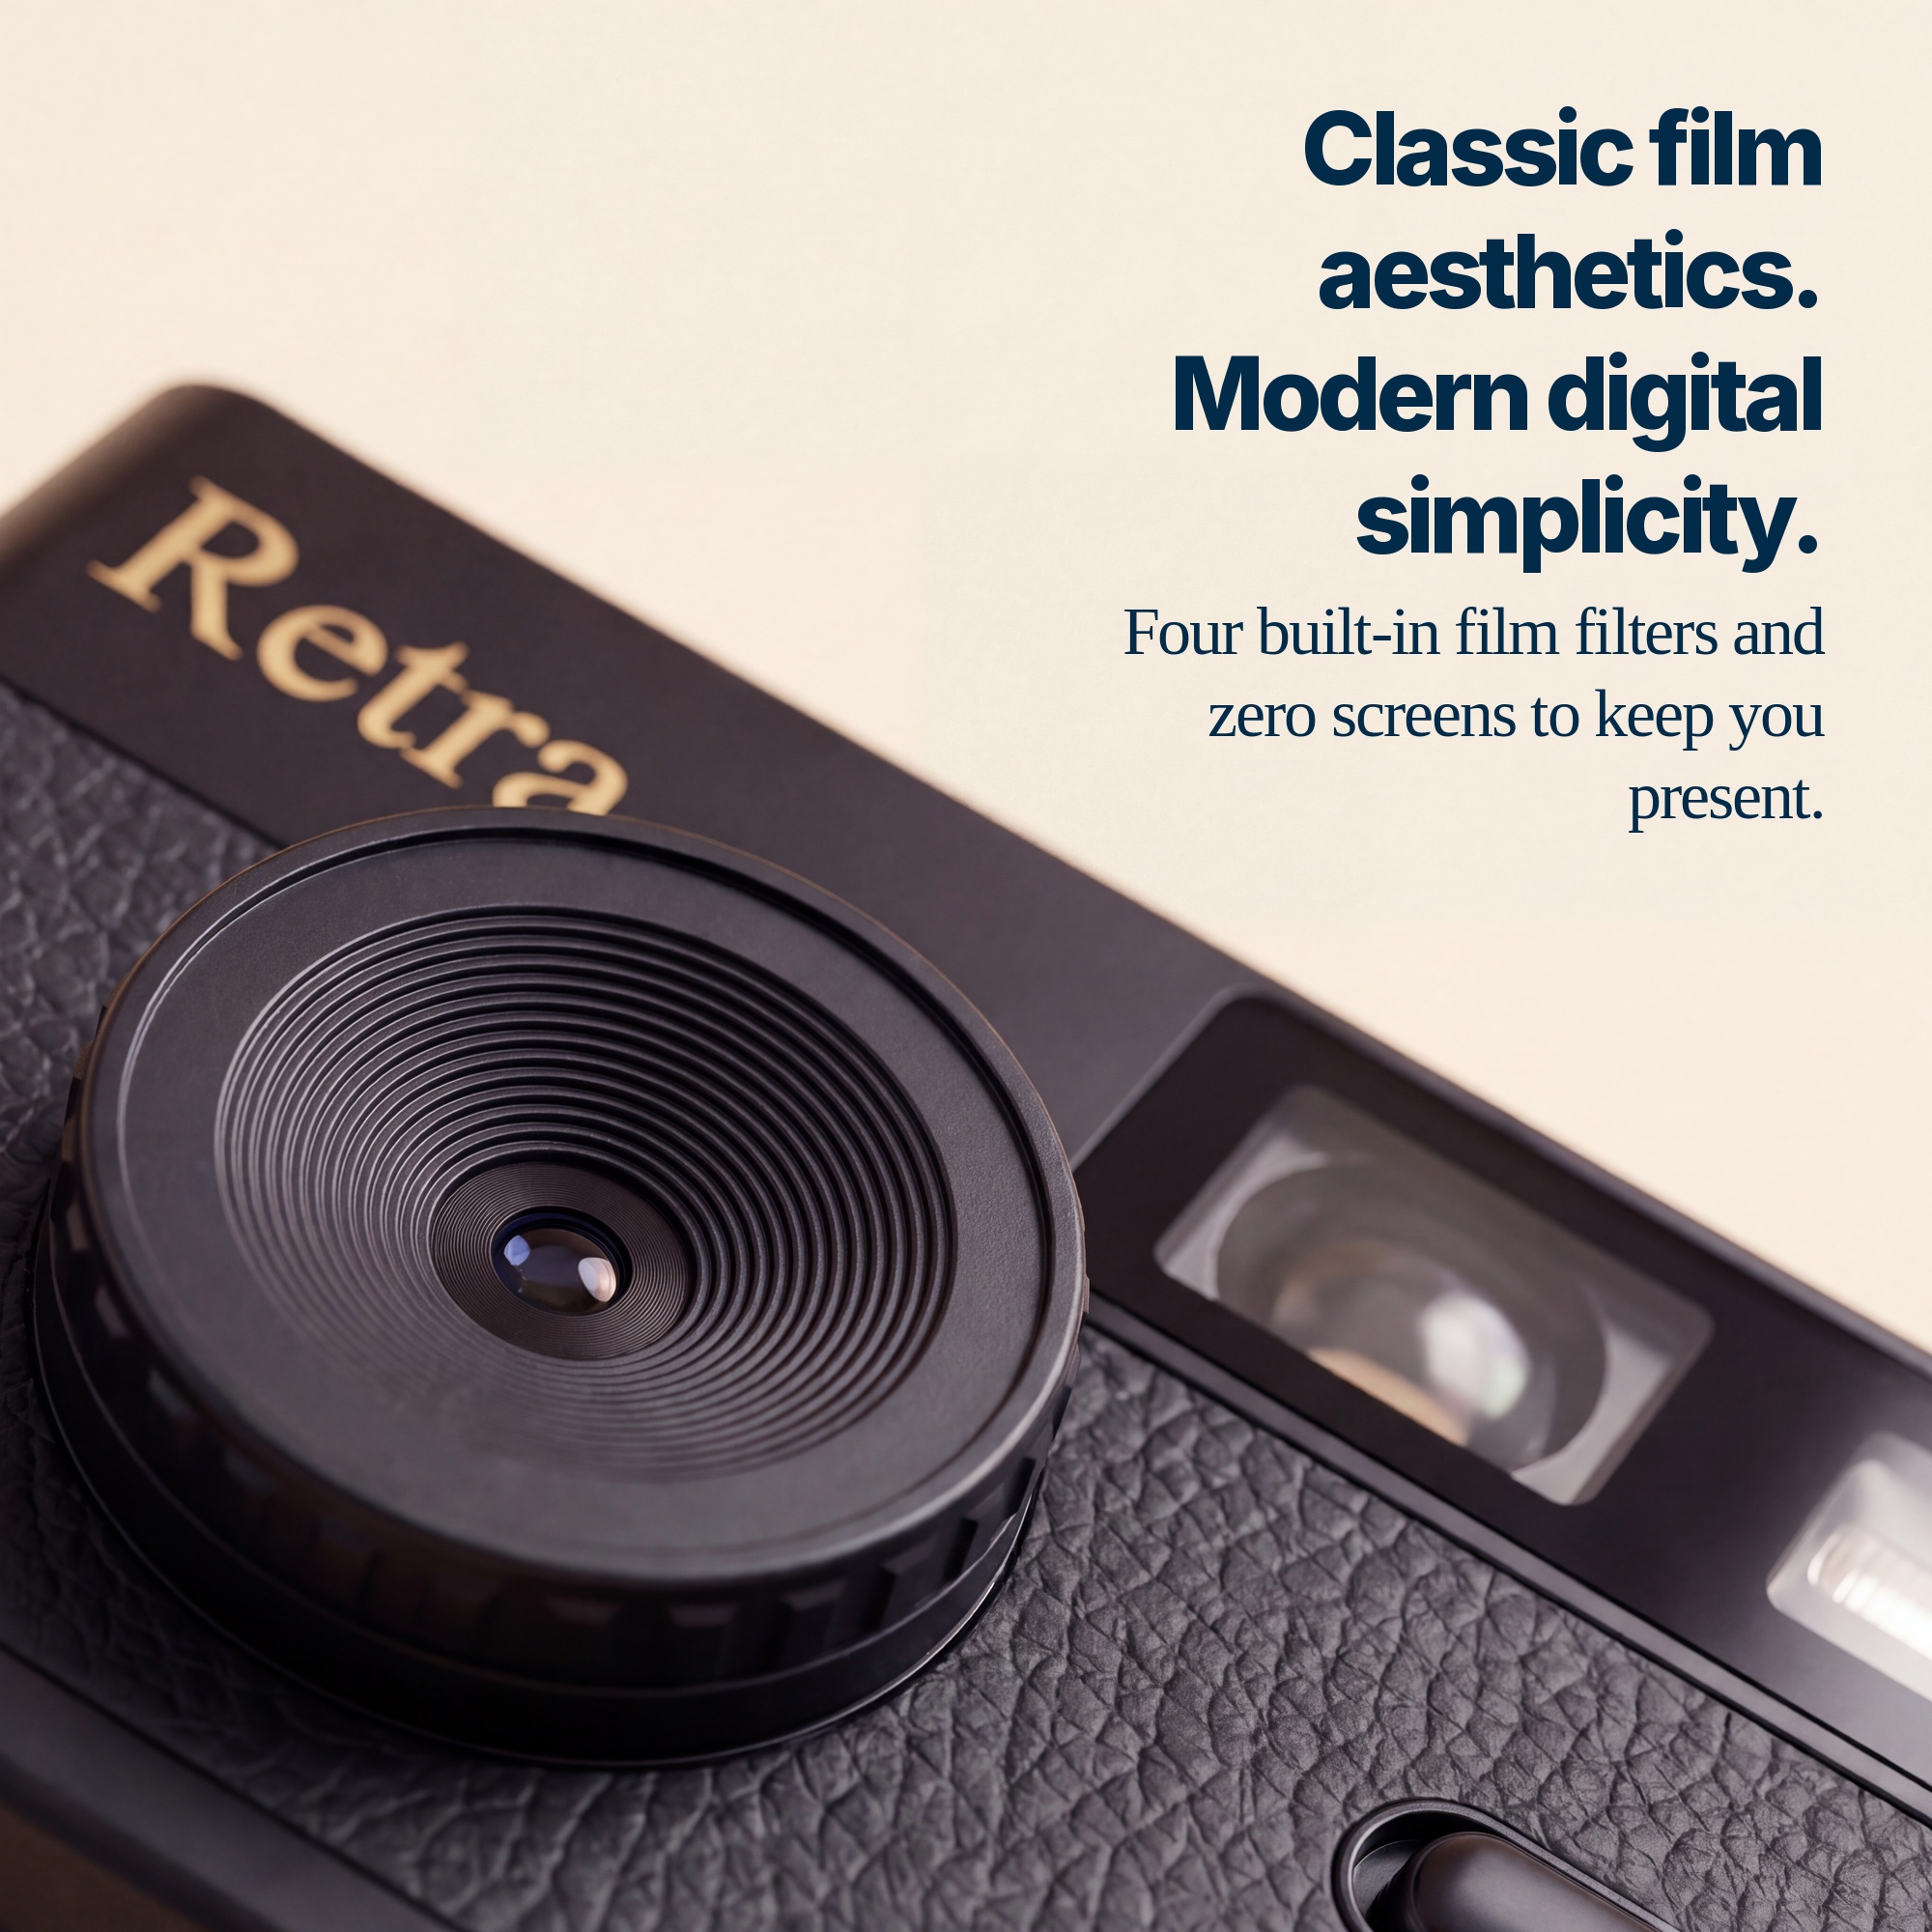 Classic film
aesthetics.
Modern digital
simplicity.
Four built-in film filters and
zero screens to keep you
present.
Retra